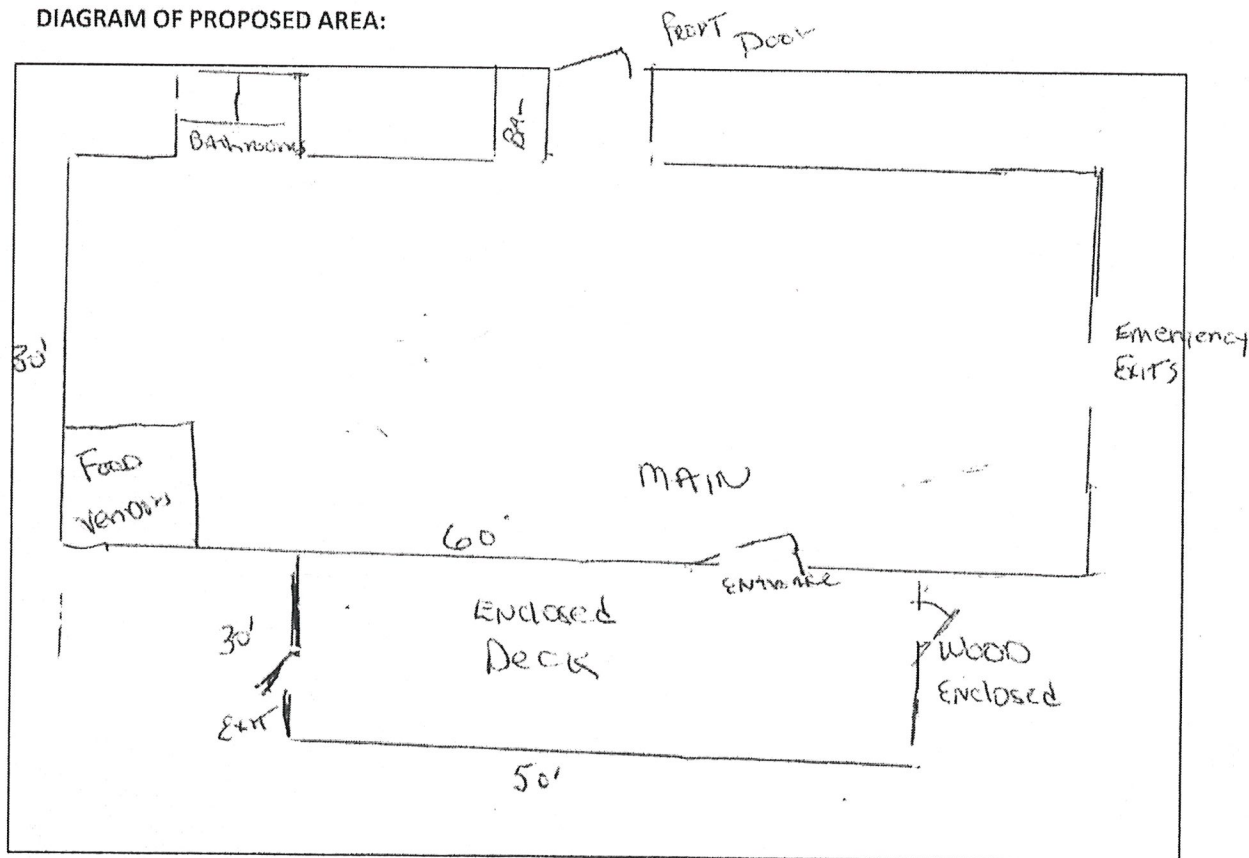 DIAGRAM OF PROPOSED AREA:
Front Door
Bathrooms
BAr
30'
Emergency
Exits
Food
Vendors
MAIN
60'
Entrance
30'
Enclosed
Deck
Wood
Enclosed
Exit
50'